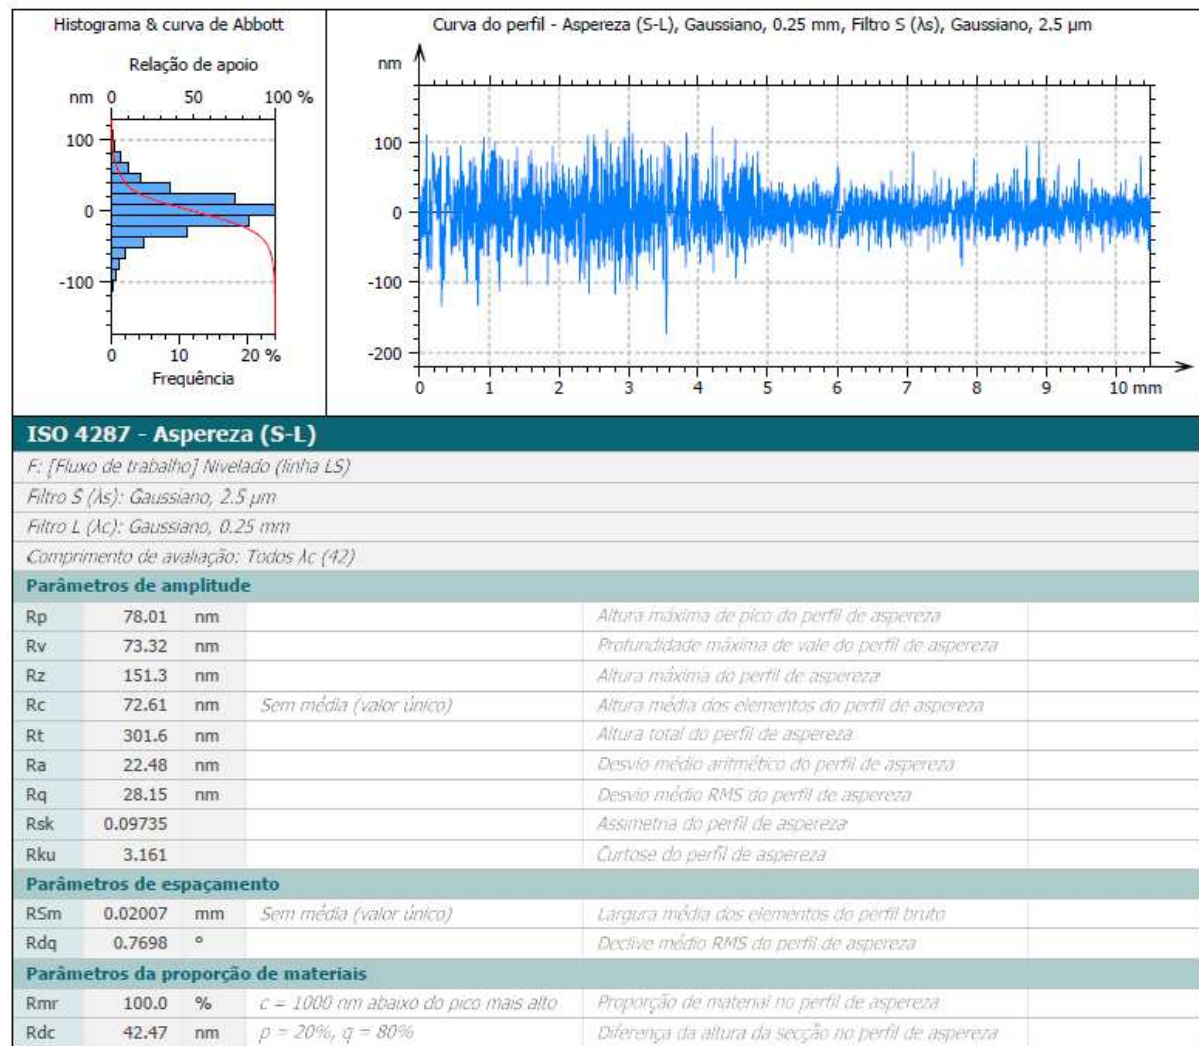 Histograma & curva de Abbott
Relação de apoio
nm 0 50 100 %
100
0
-100
0 10 20 %
Frequência
Curva do perfil - Aspereza (S-L), Gaussiano, 0.25 mm, Filtro S (λs), Gaussiano, 2.5 µm
nm
100
0
-100
-200
0 1 2 3 4 5 6 7 8 9 10 mm
ISO 4287 - Aspereza (S-L)
F: [Fluxo de trabalho] Nivelado (linha LS)
Filtro S (λs): Gaussiano, 2.5 µm
Filtro L (λc): Gaussiano, 0.25 mm
Comprimento de avaliação: Todos λc (42)
Parâmetros de amplitude
Rp 78.01 nm Altura máxima de pico do perfil de aspereza
Rv 73.32 nm Profundidade máxima de vale do perfil de aspereza
Rz 151.3 nm Altura máxima do perfil de aspereza
Rc 72.61 nm Sem média (valor único) Altura média dos elementos do perfil de aspereza
Rt 301.6 nm Altura total do perfil de aspereza
Ra 22.48 nm Desvio médio aritmético do perfil de aspereza
Rq 28.15 nm Desvio médio RMS do perfil de aspereza
Rsk 0.09735 Assimetria do perfil de aspereza
Rku 3.161 Curtose do perfil de aspereza
Parâmetros de espaçamento
RSm 0.02007 mm Sem média (valor único) Largura média dos elementos do perfil bruto
Rdq 0.7698 ° Declive médio RMS do perfil de aspereza
Parâmetros da proporção de materiais
Rmr 100.0 % c = 1000 nm abaixo do pico mais alto Proporção de material no perfil de aspereza
Rdc 42.47 nm p = 20%, q = 80% Diferença da altura da secção no perfil de aspereza